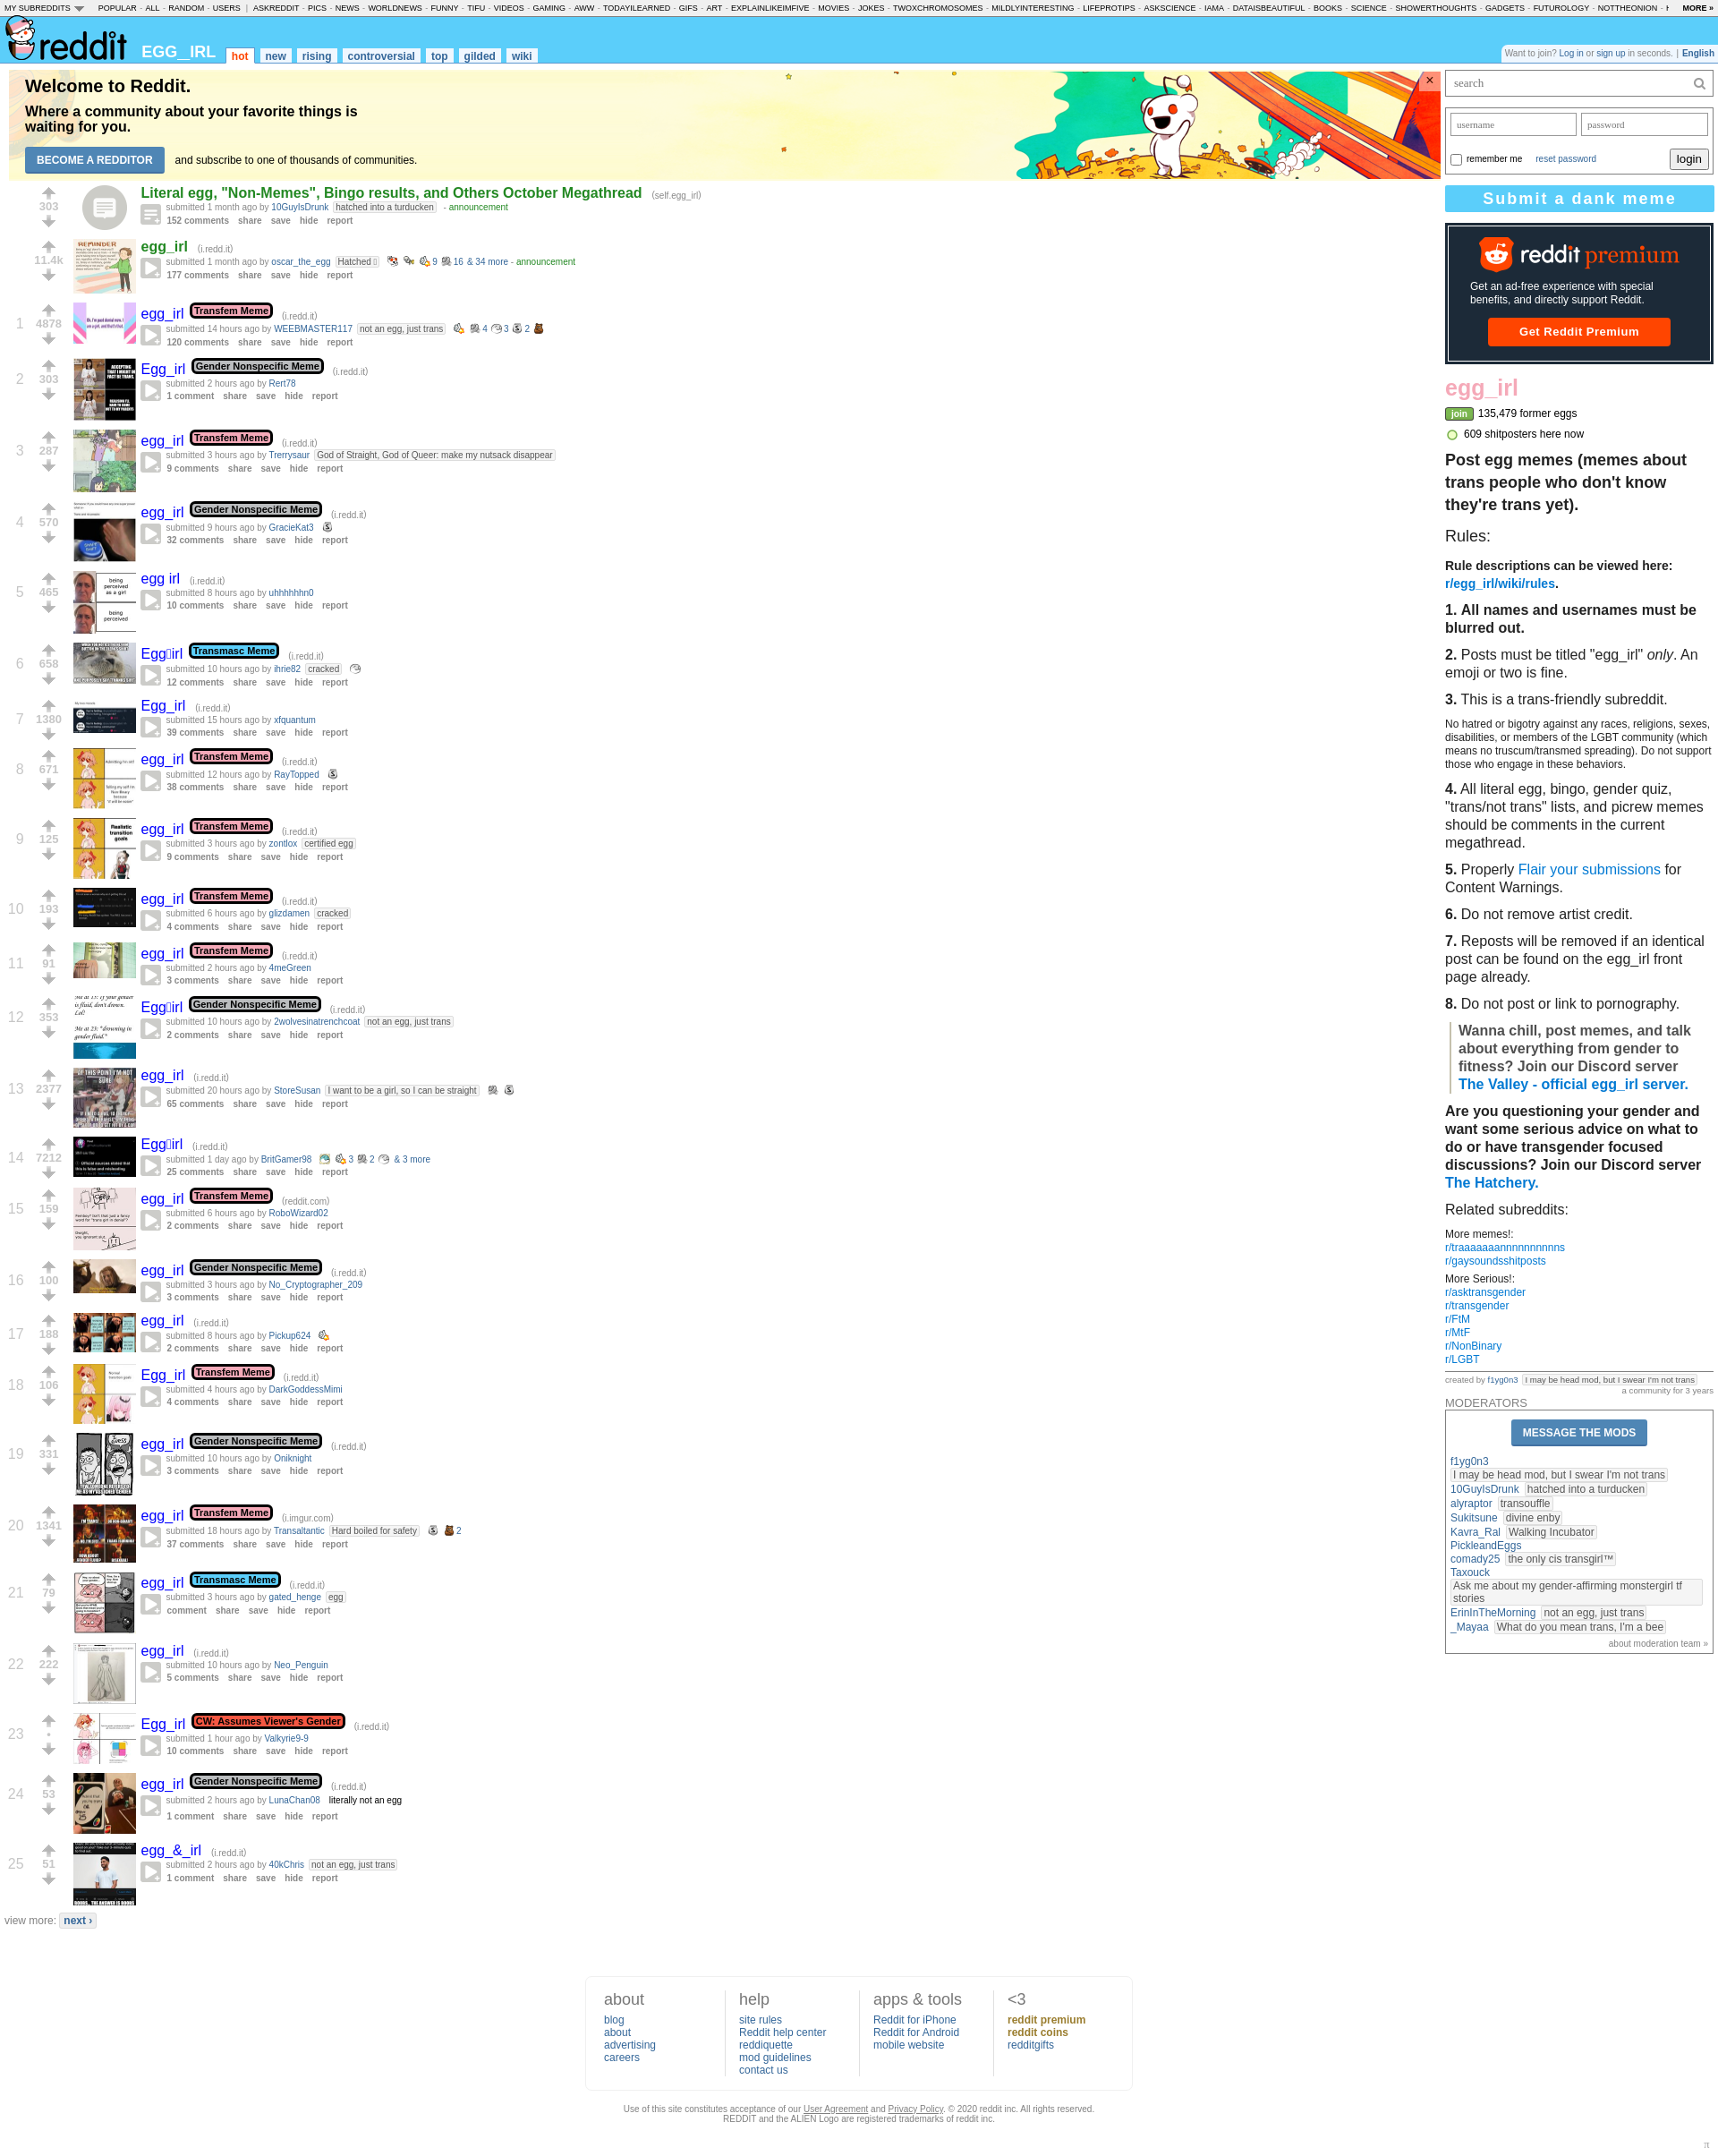 MY SUBREDDITS POPULAR - ALL - RANDOM - USERS | ASKREDDIT - PICS - NEWS - WORLDNEWS - FUNNY - TIFU - VIDEOS - GAMING - AWW - TODAYILEARNED - GIFS - ART - EXPLAINLIKEIMFIVE - MOVIES - JOKES - TWOXCHROMOSOMES - MILDLYINTERESTING - LIFEPROTIPS - ASKSCIENCE - IAMA - DATAISBEAUTIFUL - BOOKS - SCIENCE - SHOWERTHOUGHTS - GADGETS - FUTUROLOGY - NOTTHEONION - MORE »
reddit EGG_IRL hot new rising controversial top gilded wiki
Want to join? Log in or sign up in seconds. | English
Welcome to Reddit.
Where a community about your favorite things is
waiting for you.
BECOME A REDDITOR and subscribe to one of thousands of communities.
×
303
Literal egg, "Non-Memes", Bingo results, and Others October Megathread (self.egg_irl)
submitted 1 month ago by 10GuyIsDrunk hatched into a turducken - announcement
152 comments share save hide report
11.4k
REMINDER
egg_irl (i.redd.it)
submitted 1 month ago by oscar_the_egg Hatched 9 16 & 34 more - announcement
177 comments share save hide report
1 4878
egg_irl Transfem Meme (i.redd.it)
submitted 14 hours ago by WEEBMASTER117 not an egg, just trans 4 3 2
120 comments share save hide report
2 303
ACCEPTING THAT I MIGHT IN FACT BE TRANS.
Egg_irl Gender Nonspecific Meme (i.redd.it)
submitted 2 hours ago by Rert78
1 comment share save hide report
3 287
egg_irl Transfem Meme (i.redd.it)
submitted 3 hours ago by Trerrysaur God of Straight, God of Queer: make my nutsack disappear
9 comments share save hide report
4 570
egg_irl Gender Nonspecific Meme (i.redd.it)
submitted 9 hours ago by GracieKat3
32 comments share save hide report
5 465
being perceived as a girl
being perceived
egg irl (i.redd.it)
submitted 8 hours ago by uhhhhhhn0
10 comments share save hide report
6 658
Egg▯irl Transmasc Meme (i.redd.it)
submitted 10 hours ago by ihrie82 cracked
12 comments share save hide report
7 1380
Egg_irl (i.redd.it)
submitted 15 hours ago by xfquantum
39 comments share save hide report
8 671
egg_irl Transfem Meme (i.redd.it)
submitted 12 hours ago by RayTopped
38 comments share save hide report
9 125
Realistic transition goals
egg_irl Transfem Meme (i.redd.it)
submitted 3 hours ago by zontlox certified egg
9 comments share save hide report
10 193
egg_irl Transfem Meme (i.redd.it)
submitted 6 hours ago by glizdamen cracked
4 comments share save hide report
11 91
egg_irl Transfem Meme (i.redd.it)
submitted 2 hours ago by 4meGreen
3 comments share save hide report
12 353
Me at 15: If your gender is fluid, don't drown. Lol!
Me at 23: *drowning in gender fluid.*
Egg▯irl Gender Nonspecific Meme (i.redd.it)
submitted 10 hours ago by 2wolvesinatrenchcoat not an egg, just trans
2 comments share save hide report
13 2377
egg_irl (i.redd.it)
submitted 20 hours ago by StoreSusan I want to be a girl, so I can be straight
65 comments share save hide report
14 7212
Egg▯irl (i.redd.it)
submitted 1 day ago by BritGamer98 3 2 & 3 more
25 comments share save hide report
15 159
egg_irl Transfem Meme (reddit.com)
submitted 6 hours ago by RoboWizard02
2 comments share save hide report
16 100
egg_irl Gender Nonspecific Meme (i.redd.it)
submitted 3 hours ago by No_Cryptographer_209
3 comments share save hide report
17 188
egg_irl (i.redd.it)
submitted 8 hours ago by Pickup624
2 comments share save hide report
18 106
Egg_irl Transfem Meme (i.redd.it)
submitted 4 hours ago by DarkGoddessMimi
4 comments share save hide report
19 331
egg_irl Gender Nonspecific Meme (i.redd.it)
submitted 10 hours ago by Oniknight
3 comments share save hide report
20 1341
egg_irl Transfem Meme (i.imgur.com)
submitted 18 hours ago by Transaltantic Hard boiled for safety 2
37 comments share save hide report
21 79
egg_irl Transmasc Meme (i.redd.it)
submitted 3 hours ago by gated_henge egg
comment share save hide report
22 222
egg_irl (i.redd.it)
submitted 10 hours ago by Neo_Penguin
5 comments share save hide report
23 •
Egg_irl CW: Assumes Viewer's Gender (i.redd.it)
submitted 1 hour ago by Valkyrie9-9
10 comments share save hide report
24 53
egg_irl Gender Nonspecific Meme (i.redd.it)
submitted 2 hours ago by LunaChan08 literally not an egg
1 comment share save hide report
25 51
egg_&_irl (i.redd.it)
submitted 2 hours ago by 40kChris not an egg, just trans
1 comment share save hide report
view more: next ›
search
username password
remember me reset password login
Submit a dank meme
reddit premium
Get an ad-free experience with special
benefits, and directly support Reddit.
Get Reddit Premium
egg_irl
join 135,479 former eggs
609 shitposters here now
Post egg memes (memes about
trans people who don't know
they're trans yet).
Rules:
Rule descriptions can be viewed here:
r/egg_irl/wiki/rules.
1. All names and usernames must be
blurred out.
2. Posts must be titled "egg_irl" only. An
emoji or two is fine.
3. This is a trans-friendly subreddit.
No hatred or bigotry against any races, religions, sexes,
disabilities, or members of the LGBT community (which
means no truscum/transmed spreading). Do not support
those who engage in these behaviors.
4. All literal egg, bingo, gender quiz,
"trans/not trans" lists, and picrew memes
should be comments in the current
megathread.
5. Properly Flair your submissions for
Content Warnings.
6. Do not remove artist credit.
7. Reposts will be removed if an identical
post can be found on the egg_irl front
page already.
8. Do not post or link to pornography.
Wanna chill, post memes, and talk
about everything from gender to
fitness? Join our Discord server
The Valley - official egg_irl server.
Are you questioning your gender and
want some serious advice on what to
do or have transgender focused
discussions? Join our Discord server
The Hatchery.
Related subreddits:
More memes!:
r/traaaaaaannnnnnnnnns
r/gaysoundsshitposts
More Serious!:
r/asktransgender
r/transgender
r/FtM
r/MtF
r/NonBinary
r/LGBT
created by f1yg0n3 I may be head mod, but I swear I'm not trans
a community for 3 years
MODERATORS
MESSAGE THE MODS
f1yg0n3
I may be head mod, but I swear I'm not trans
10GuyIsDrunk hatched into a turducken
alyraptor transouffle
Sukitsune divine enby
Kavra_Ral Walking Incubator
PickleandEggs
comady25 the only cis transgirl™
Taxouck
Ask me about my gender-affirming monstergirl tf
stories
ErinInTheMorning not an egg, just trans
_Mayaa What do you mean trans, I'm a bee
about moderation team »
about
blog
about
advertising
careers
help
site rules
Reddit help center
reddiquette
mod guidelines
contact us
apps & tools
Reddit for iPhone
Reddit for Android
mobile website
<3
reddit premium
reddit coins
redditgifts
Use of this site constitutes acceptance of our User Agreement and Privacy Policy. © 2020 reddit inc. All rights reserved.
REDDIT and the ALIEN Logo are registered trademarks of reddit inc.
π